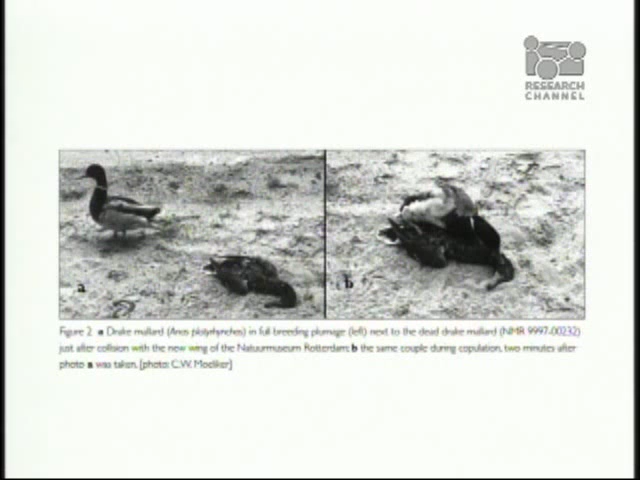 RESEARCH
CHANNEL
a
b
Figure 2 a Drake mallard (Anas platyrhynchos) in full breeding plumage (left) next to the dead drake mallard (NMR 9997-00232)
just after collision with the new wing of the Natuurmuseum Rotterdam; b the same couple during copulation, two minutes after
photo a was taken. [photo: C.W. Moeliker]